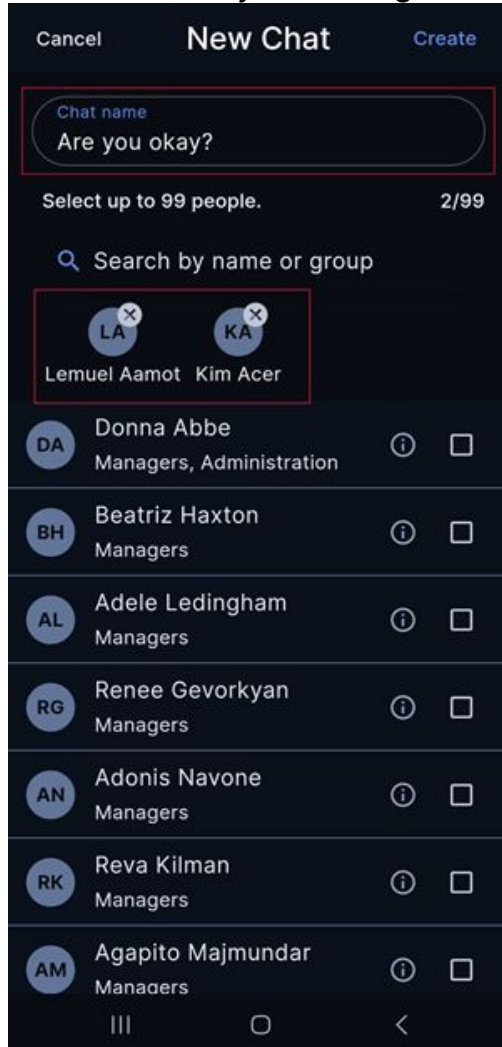 Cancel New Chat Create
Chat name
Are you okay?
Select up to 99 people. 2/99
Search by name or group
LA KA
Lemuel Aamot Kim Acer
DA Donna Abbe
Managers, Administration
BH Beatriz Haxton
Managers
AL Adele Ledingham
Managers
RG Renee Gevorkyan
Managers
AN Adonis Navone
Managers
RK Reva Kilman
Managers
AM Agapito Majmundar
Managers